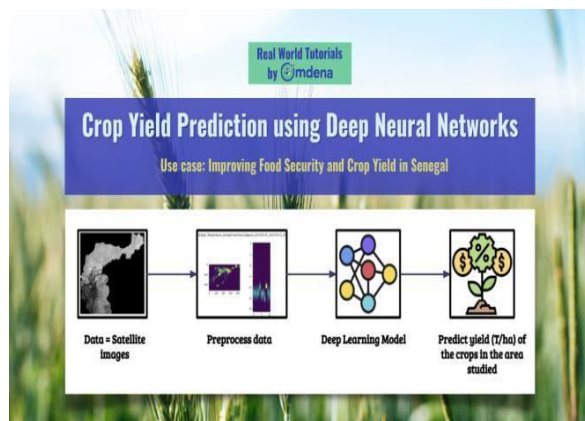 Real World Tutorials
by Omdena
Crop Yield Prediction using Deep Neural Networks
Use case: Improving Food Security and Crop Yield in Senegal
Data = Satellite
images
Preprocess data
Deep Learning Model
Predict yield (T/ha) of
the crops in the area
studied